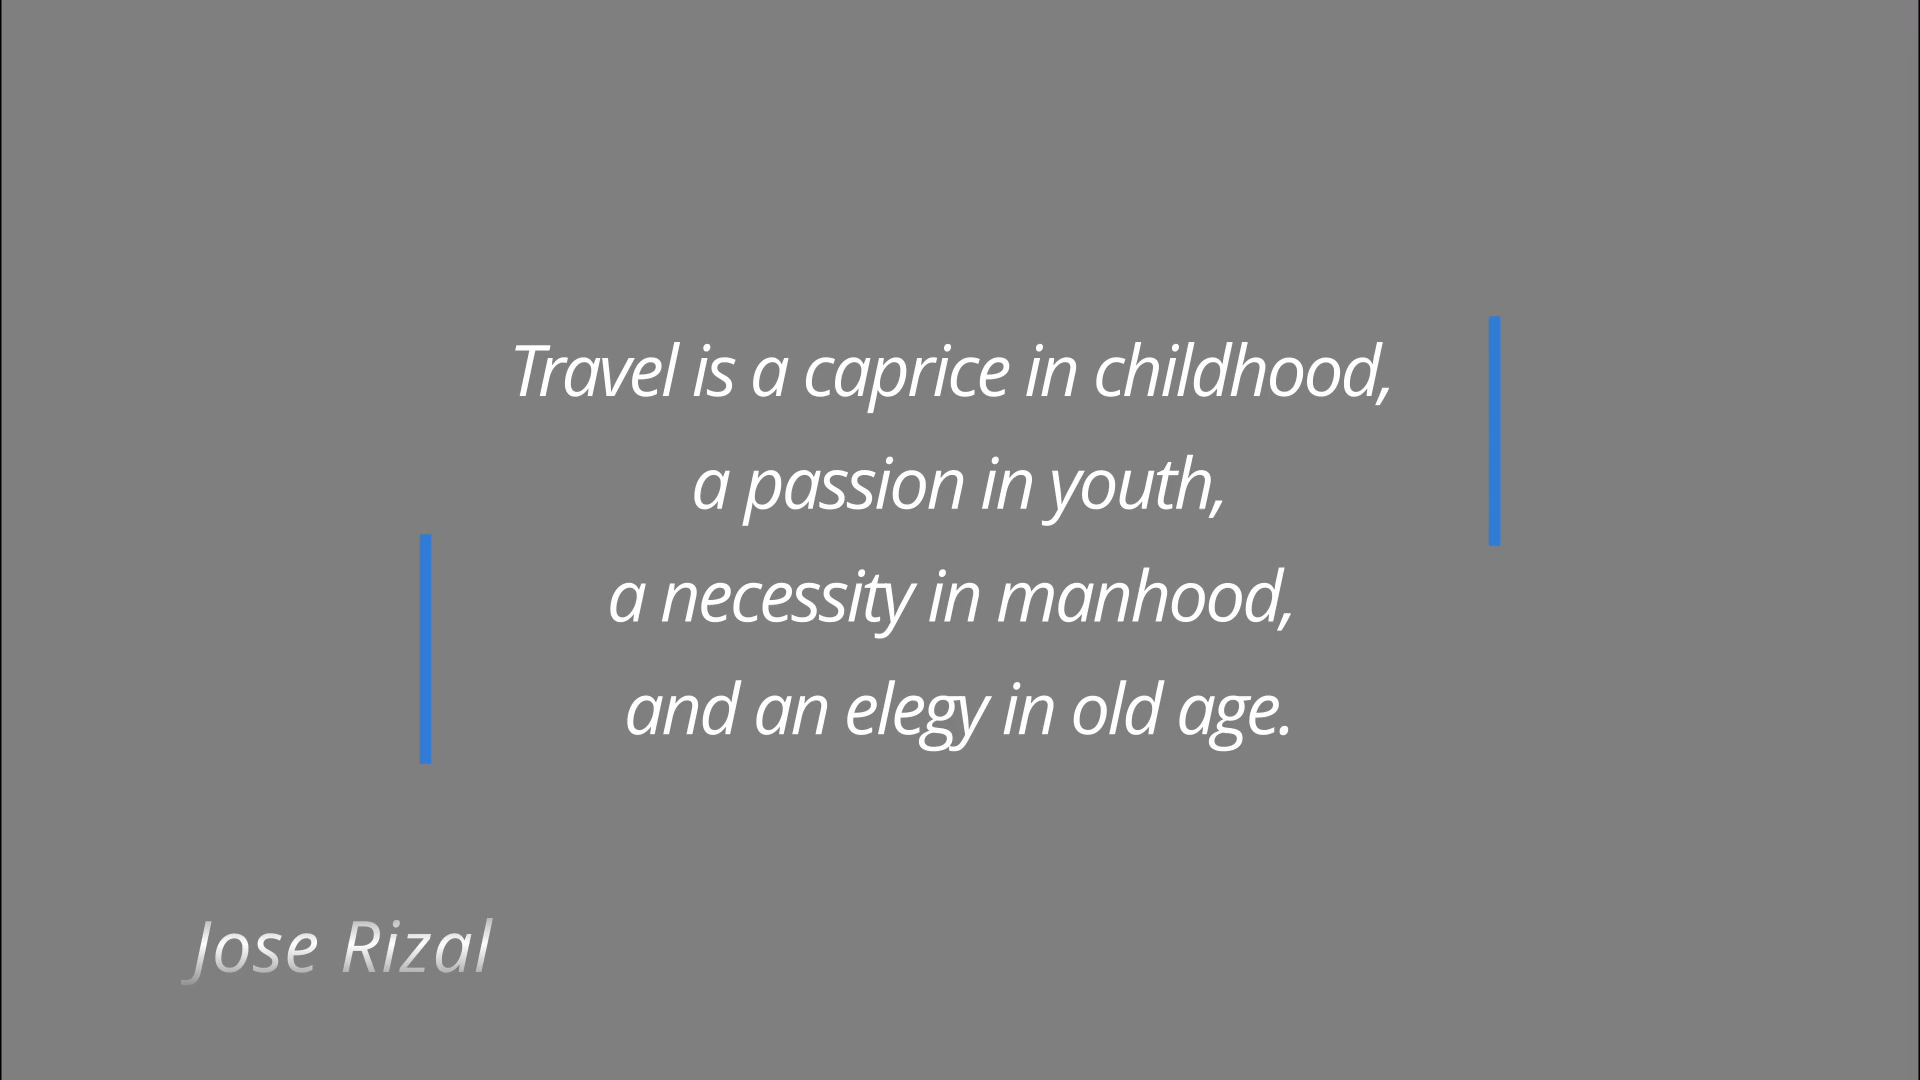 Travel is a caprice in childhood,
a passion in youth,
a necessity in manhood,
and an elegy in old age.
Jose Rizal